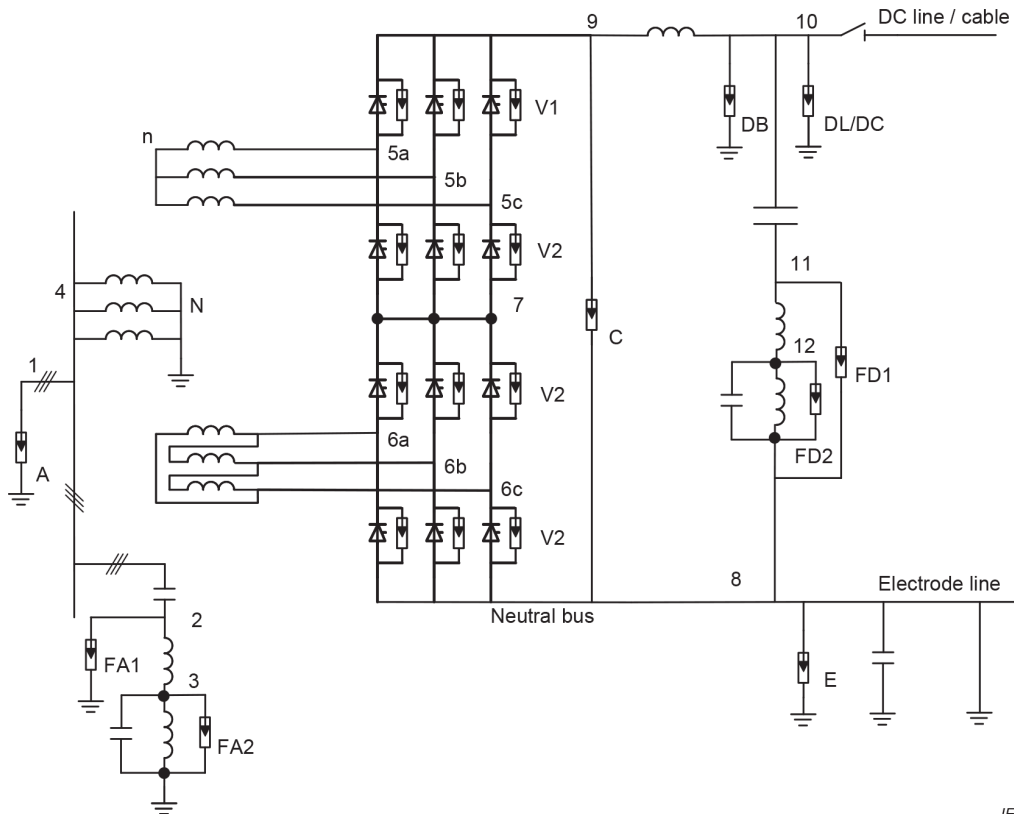 9
10
DC line / cable
V1
DB
DL/DC
n
5a
5b
5c
V2
11
4
N
7
C
12
1
V2
FD1
6a
A
6b
FD2
6c
V2
8
Electrode line
Neutral bus
2
FA1
E
3
FA2